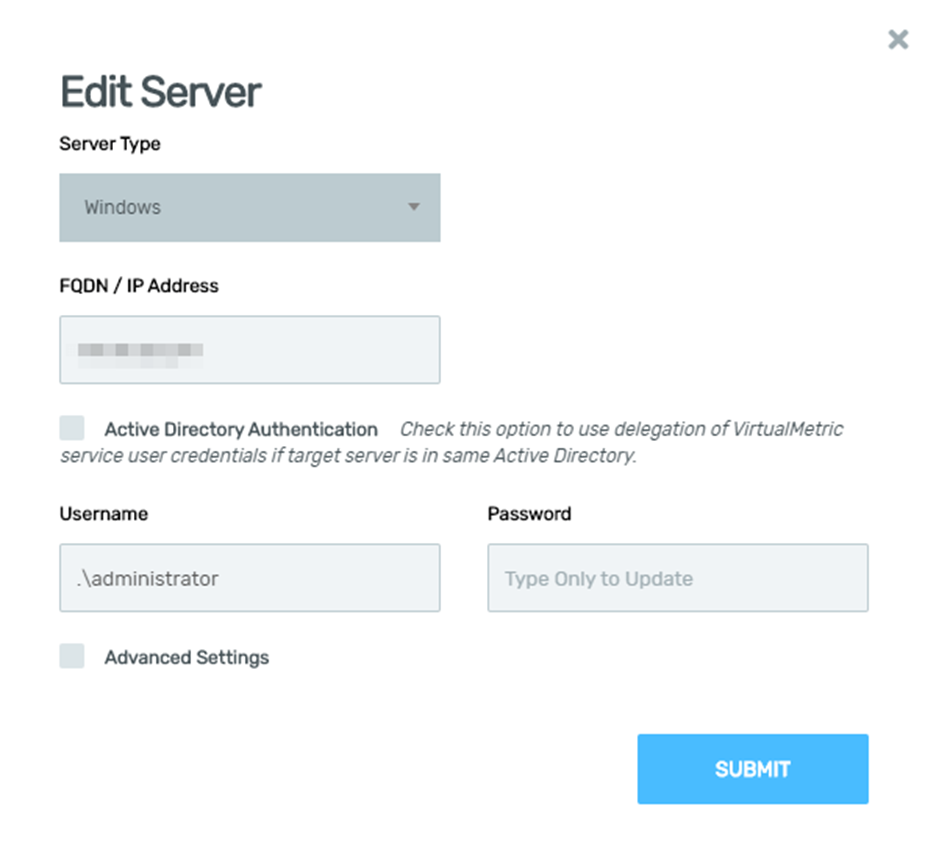 Edit Server
Server Type
Windows
FQDN / IP Address
Active Directory Authentication Check this option to use delegation of VirtualMetric
service user credentials if target server is in same Active Directory.
Username
Password
.\administrator
Type Only to Update
Advanced Settings
SUBMIT